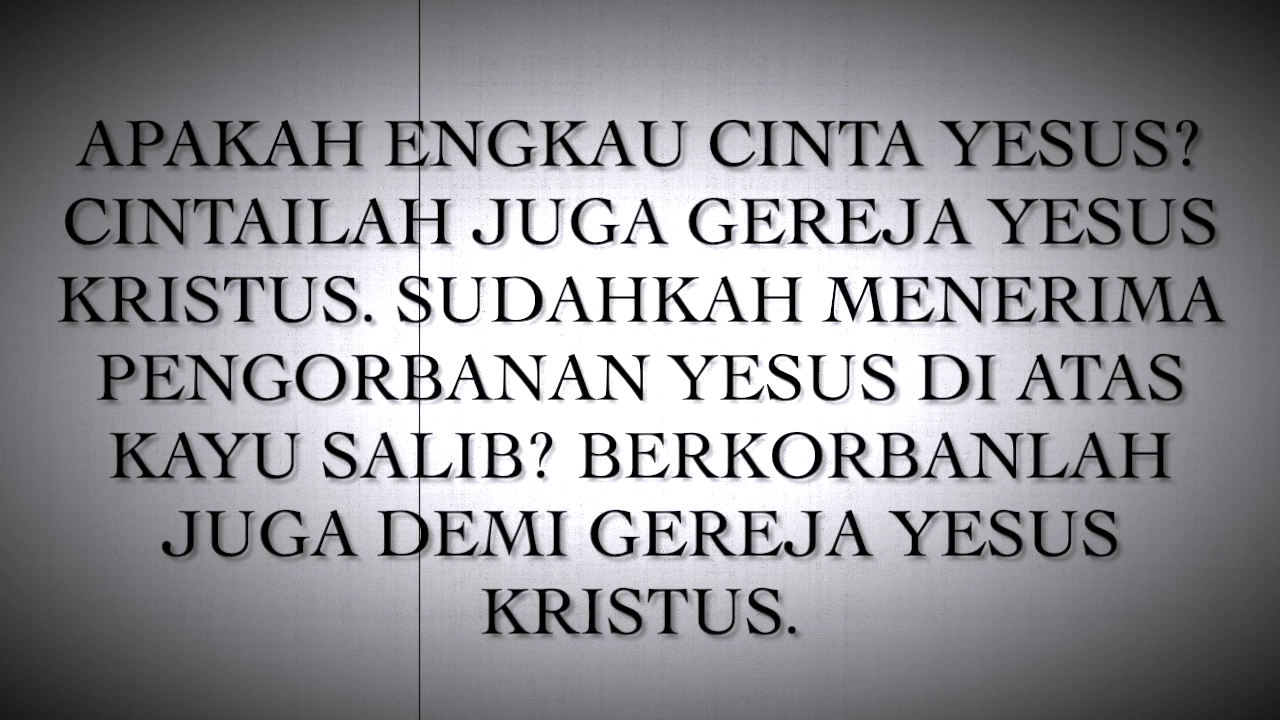 APAKAH ENGKAU CINTA YESUS?
CINTAILAH JUGA GEREJA YESUS
KRISTUS. SUDAHKAH MENERIMA
PENGORBANAN YESUS DI ATAS
KAYU SALIB? BERKORBANLAH
JUGA DEMI GEREJA YESUS
KRISTUS.